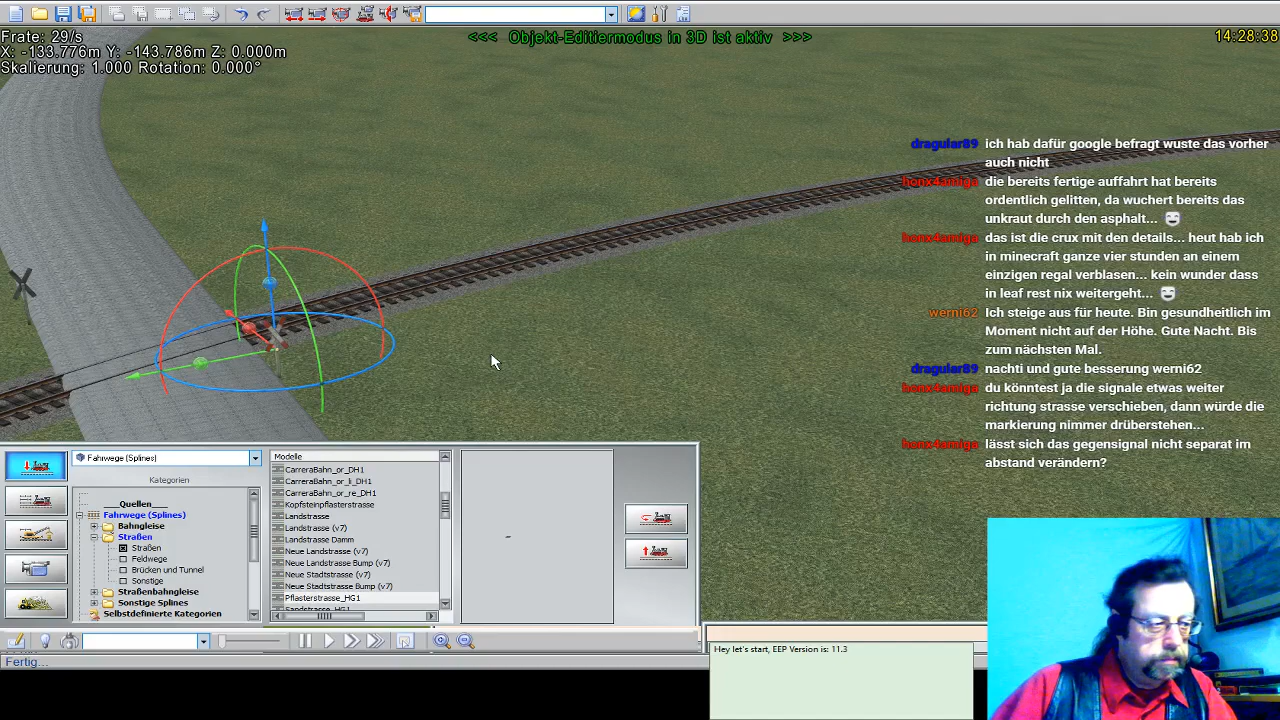 Frate: 29/s
X: -133.776m Y: -143.786m Z: 0.000m
Skalierung: 1.000 Rotation: 0.000°
<<< Objekt-Editiermodus in 3D ist aktiv >>>
14:28:38
dragular89 ich hab dafür google befragt wuste das vorher
auch nicht
honx4amiga die bereits fertige auffahrt hat bereits
ordentlich gelitten, da wuchert bereits das
unkraut durch den asphalt...
honx4amiga das ist die crux mit den details... heut hab ich
in minecraft ganze vier stunden an einem
einzigen regal verblasen... kein wunder dass
in leaf rest nix weitergeht...
werni62 Ich steige aus für heute. Bin gesundheitlich im
Moment nicht auf der Höhe. Gute Nacht. Bis
zum nächsten Mal.
dragular89 nachti und gute besserung werni62
honx4amiga du könntest ja die signale etwas weiter
richtung strasse verschieben, dann würde die
markierung nimmer drüberstehen...
honx4amiga lässt sich das gegensignal nicht separat im
abstand verändern?
Fahrwege (Splines)
Kategorien
__Quellen__
Fahrwege (Splines)
Bahngleise
Straßen
Straßen
Feldwege
Brücken und Tunnel
Sonstige
Straßenbahngleise
Sonstige Splines
Selbstdefinierte Kategorien
Modelle
CarreraBahn_or_DH1
CarreraBahn_or_li_DH1
CarreraBahn_or_re_DH1
Kopfsteinpflasterstrasse
Landstrasse
Landstrasse (v7)
Landstrasse Damm
Neue Landstrasse (v7)
Neue Landstrasse Bump (v7)
Neue Stadtstrasse (v7)
Neue Stadtstrasse Bump (v7)
Pflasterstrasse_HG1
Sandstrasse_HG1
Fertig...
Hey let's start, EEP Version is: 11.3